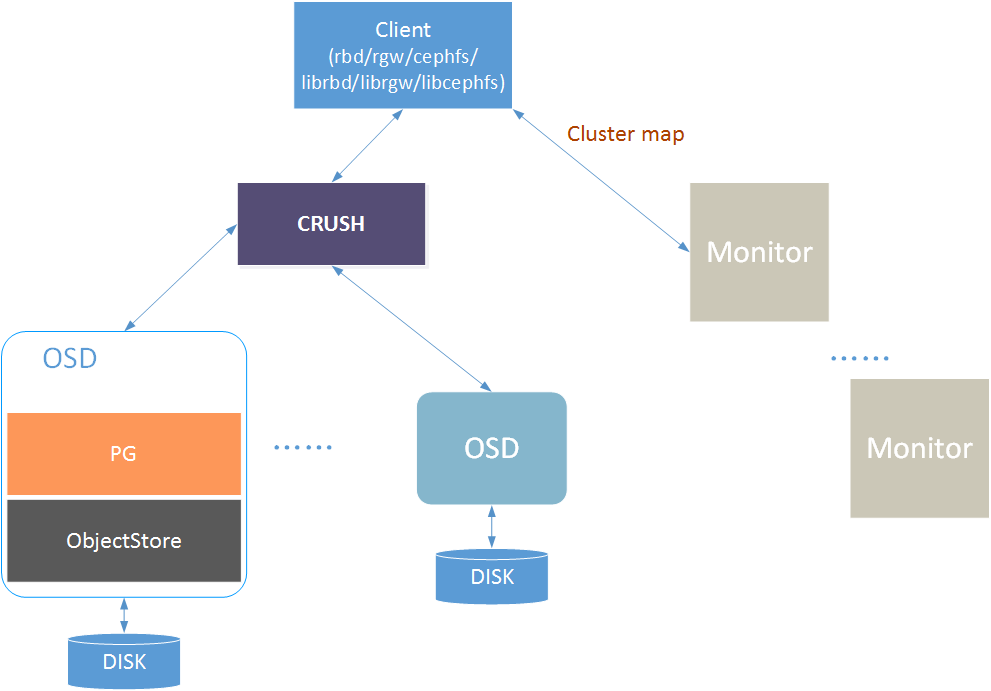 Client
(rbd/rgw/cephfs/
librbd/librgw/libcephfs)
Cluster map
CRUSH
Monitor
OSD
PG
ObjectStore
DISK
OSD
DISK
Monitor